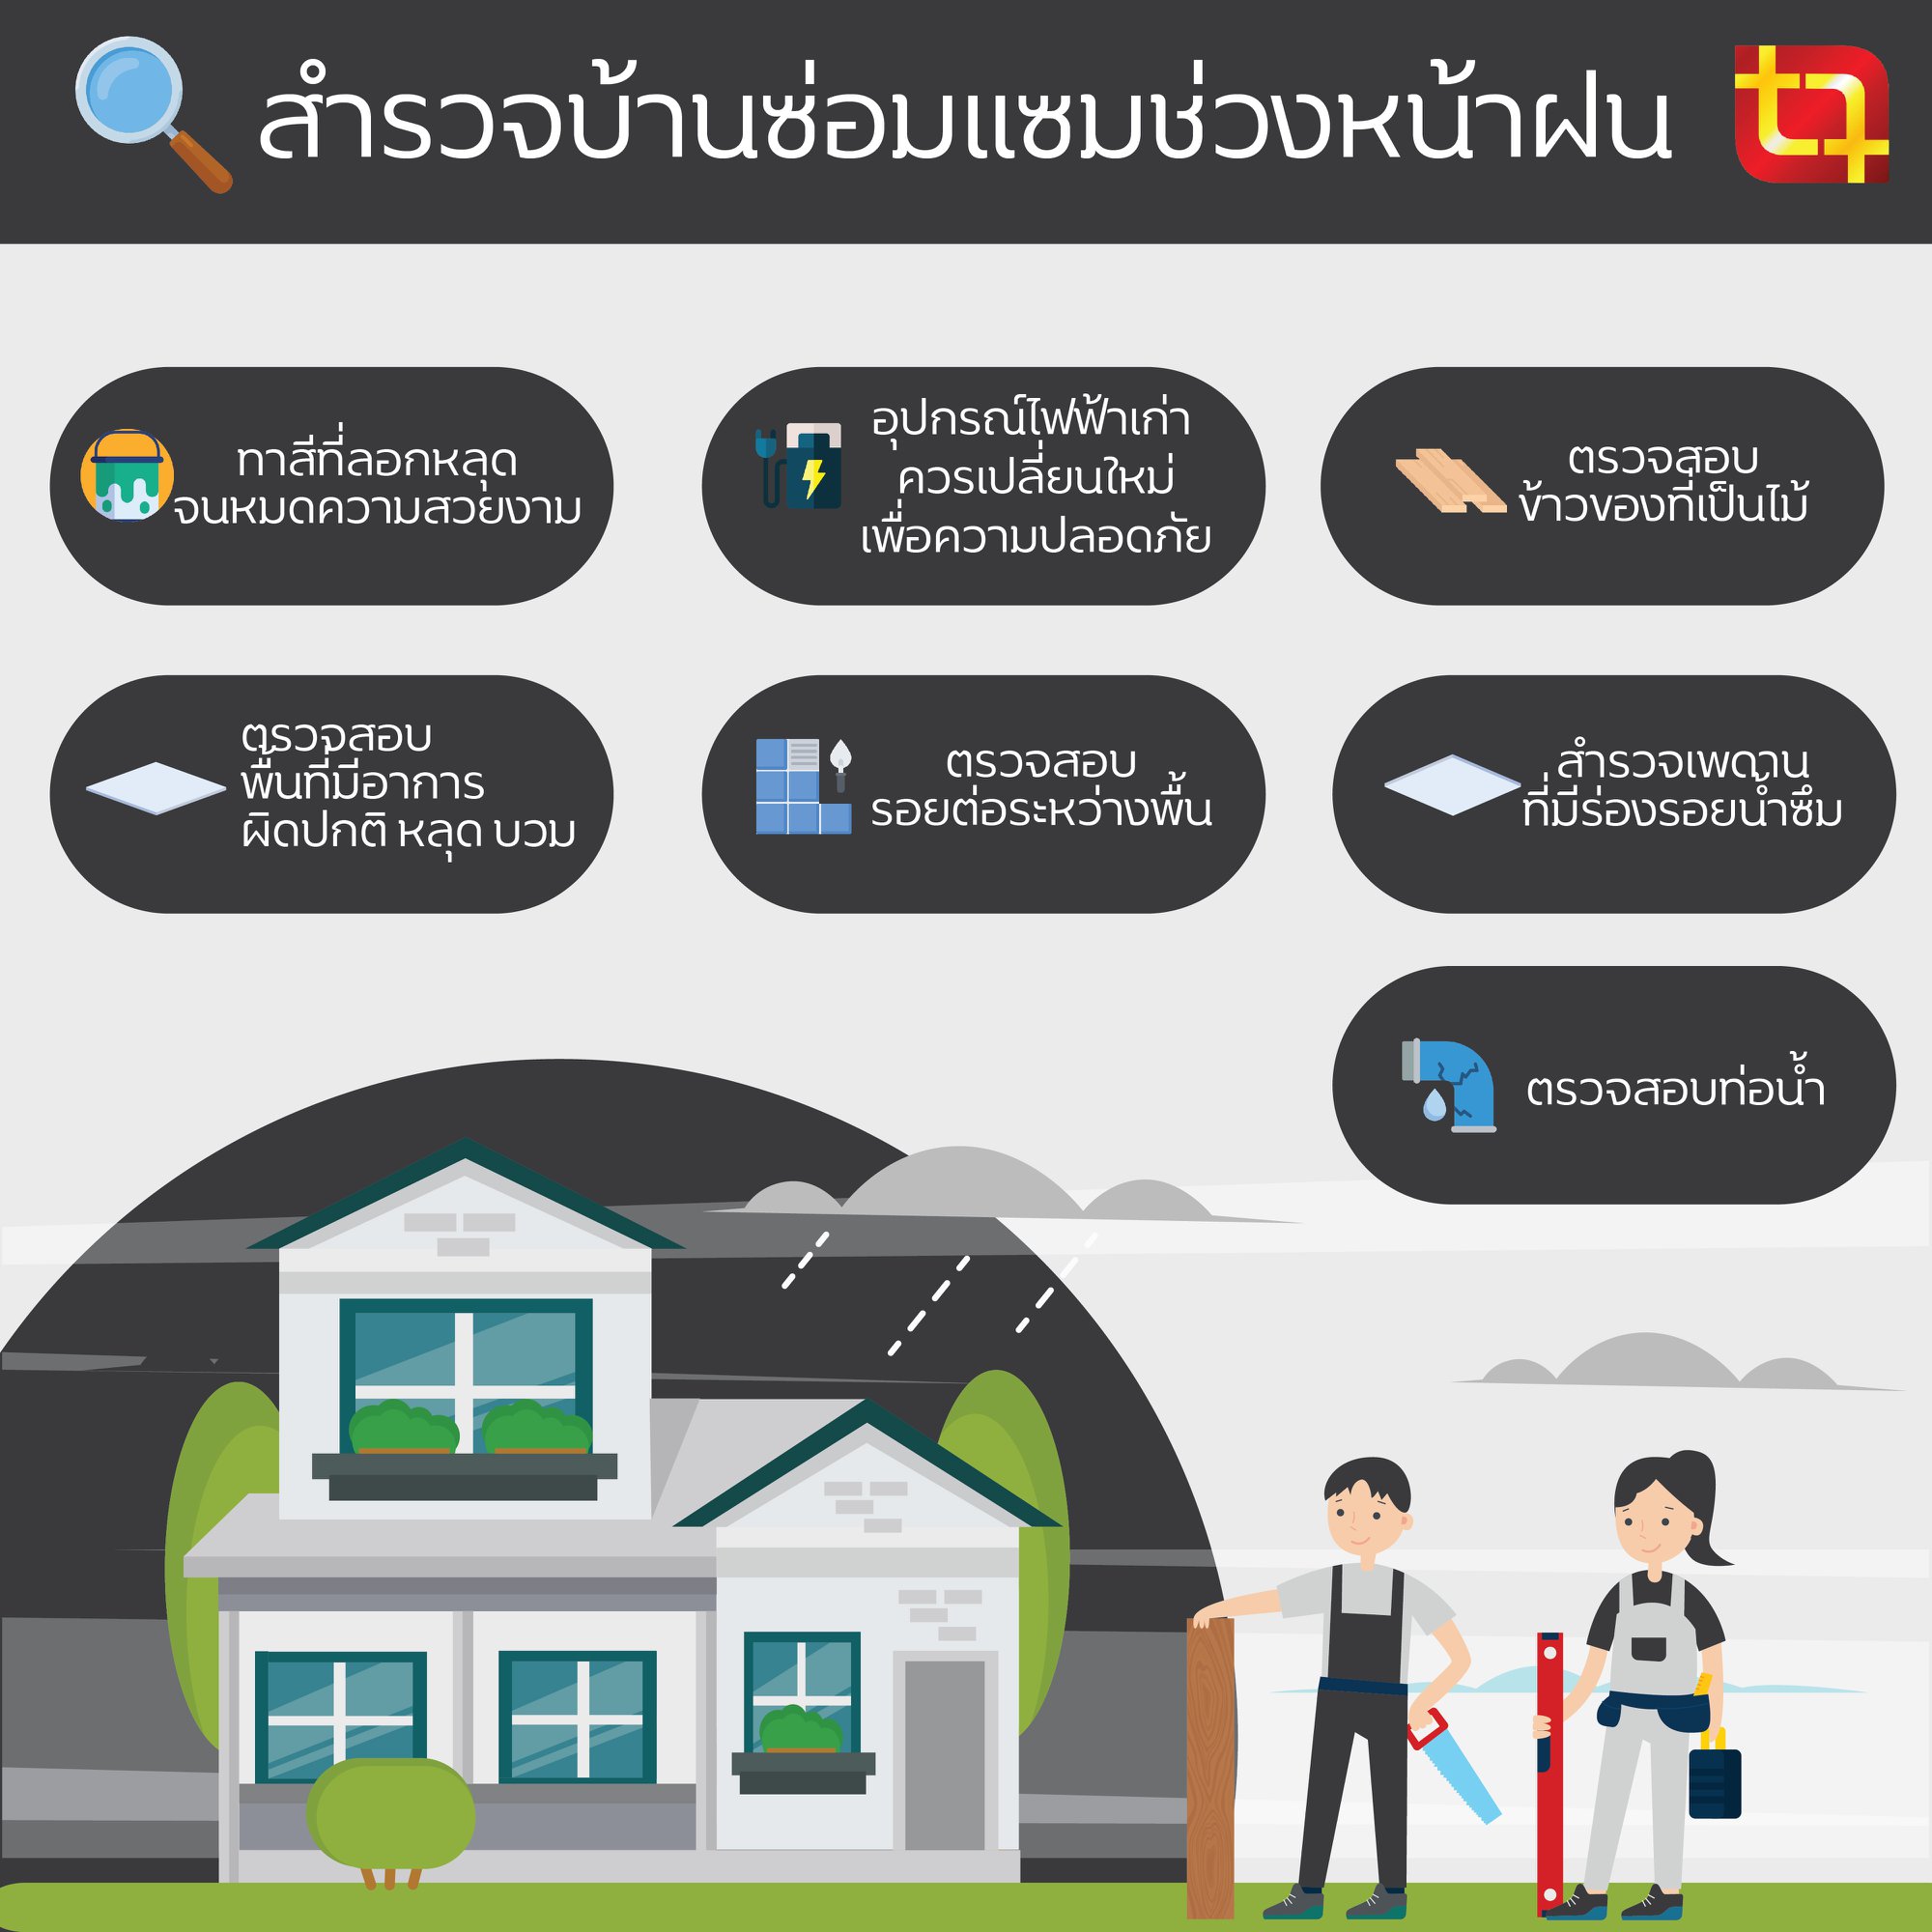 สำรวจบ้านซ่อมแซมช่วงหน้าฝน
ทาสีที่ลอกหลุด
จนหมดความสวยงาม
อุปกรณ์ไฟฟ้าเก่า
ควรเปลี่ยนใหม่
เพื่อความปลอดภัย
ตรวจสอบ
ข้าวของที่เป็นไม้
ตรวจสอบ
พื้นที่มีอาการ
ผิดปกติ หลุด บวม
ตรวจสอบ
รอยต่อระหว่างพื้น
สำรวจเพดาน
ที่มีร่องรอยน้ำซึม
ตรวจสอบท่อน้ำ